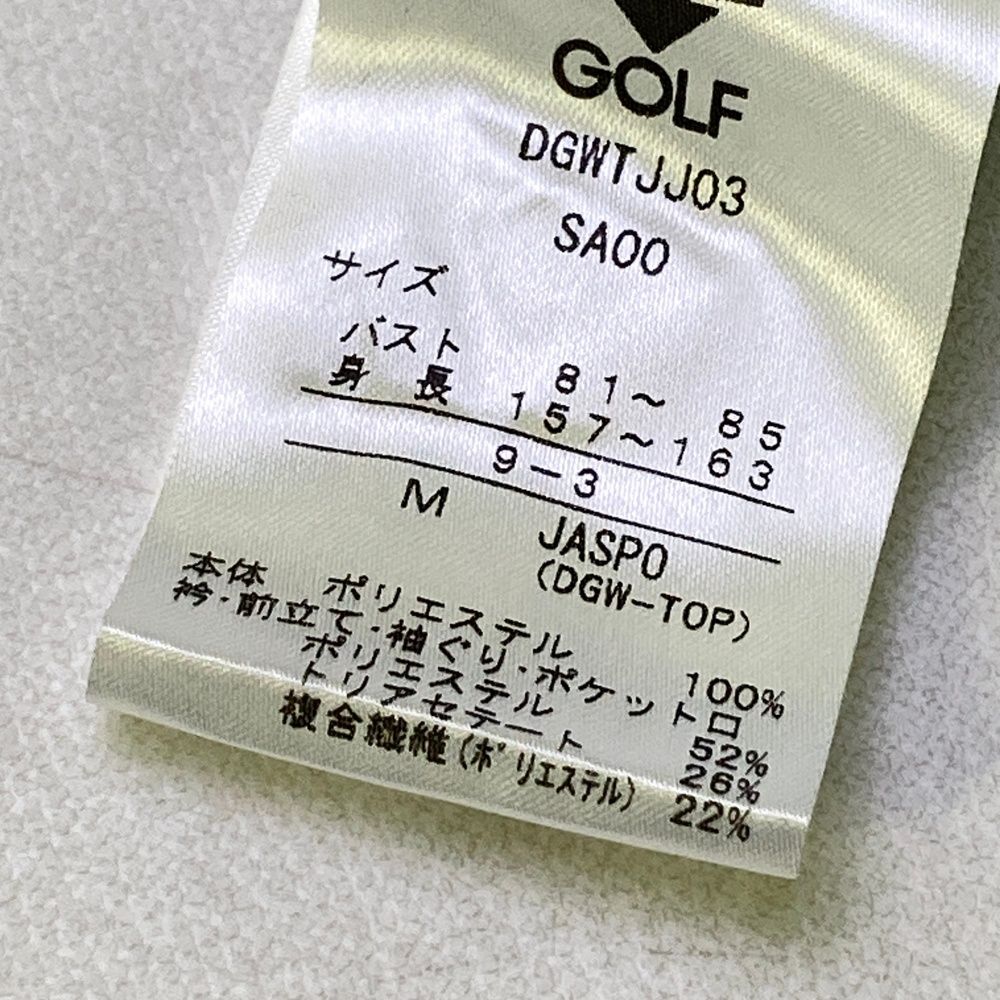 GOLF
DGWTJJ03
SA00
サイズ
バスト 81～ 85
身 長 157～163
9-3
M JASPO
(DGW-TOP)
本体 ポリエステル 100%
衿・前立て・袖ぐり・ポケット口
ポリエステル 52%
トリアセテート 26%
複合繊維(ポリエステル) 22%